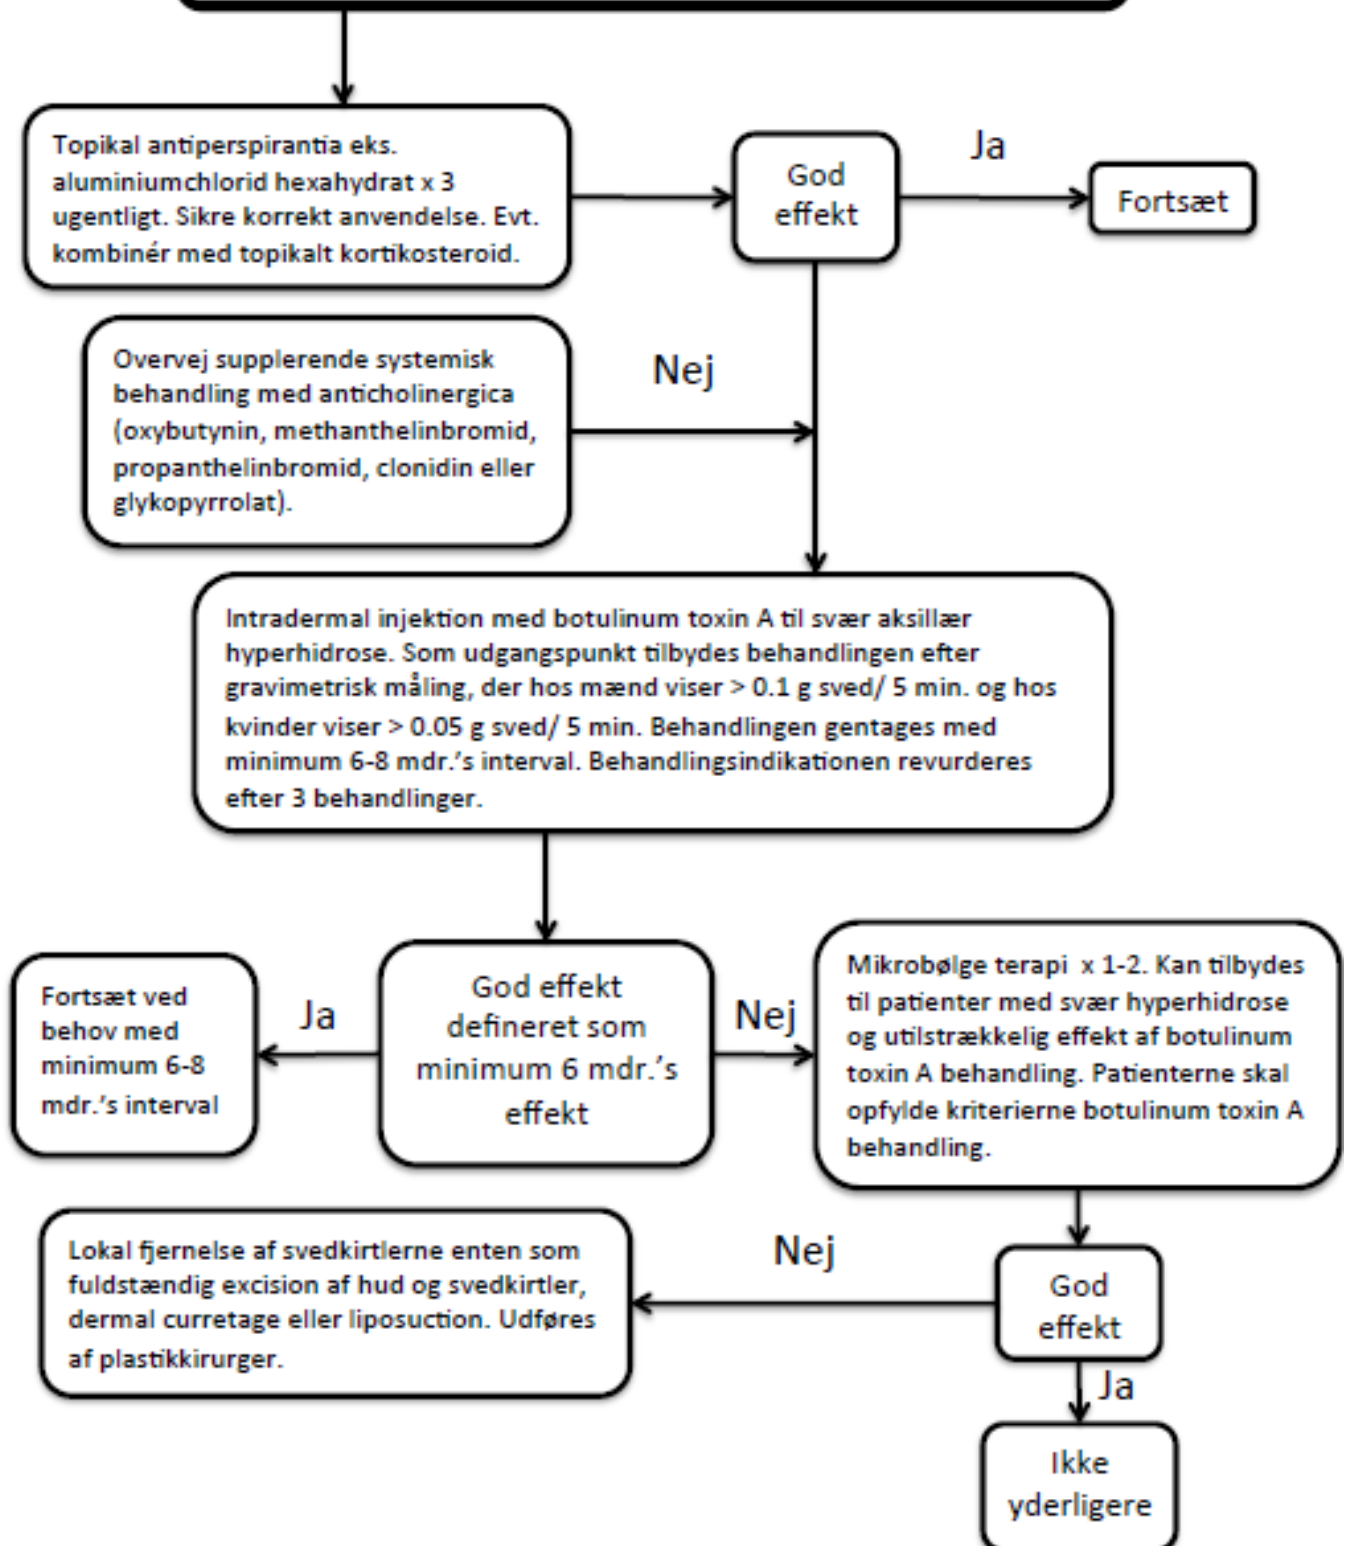 Topikal antiperspirantia eks.
aluminiumchlorid hexahydrat x 3
ugentligt. Sikre korrekt anvendelse. Evt.
kombinér med topikalt kortikosteroid.
God
effekt
Ja
Fortsæt
Overvej supplerende systemisk
behandling med anticholinergica
(oxybutynin, methanthelinbromid,
propanthelinbromid, clonidin eller
glykopyrrolat).
Nej
Intradermal injektion med botulinum toxin A til svær aksillær
hyperhidrose. Som udgangspunkt tilbydes behandlingen efter
gravimetrisk måling, der hos mænd viser > 0.1 g sved/ 5 min. og hos
kvinder viser > 0.05 g sved/ 5 min. Behandlingen gentages med
minimum 6-8 mdr.'s interval. Behandlingsindikationen revurderes
efter 3 behandlinger.
Fortsæt ved
behov med
minimum 6-8
mdr.'s interval
Ja
God effekt
defineret som
minimum 6 mdr.'s
effekt
Nej
Mikrobølge terapi x 1-2. Kan tilbydes
til patienter med svær hyperhidrose
og utilstrækkelig effekt af botulinum
toxin A behandling. Patienterne skal
opfylde kriterierne botulinum toxin A
behandling.
Lokal fjernelse af svedkirtlerne enten som
fuldstændig excision af hud og svedkirtler,
dermal curretage eller liposuction. Udføres
af plastikkirurger.
Nej
God
effekt
Ja
Ikke
yderligere